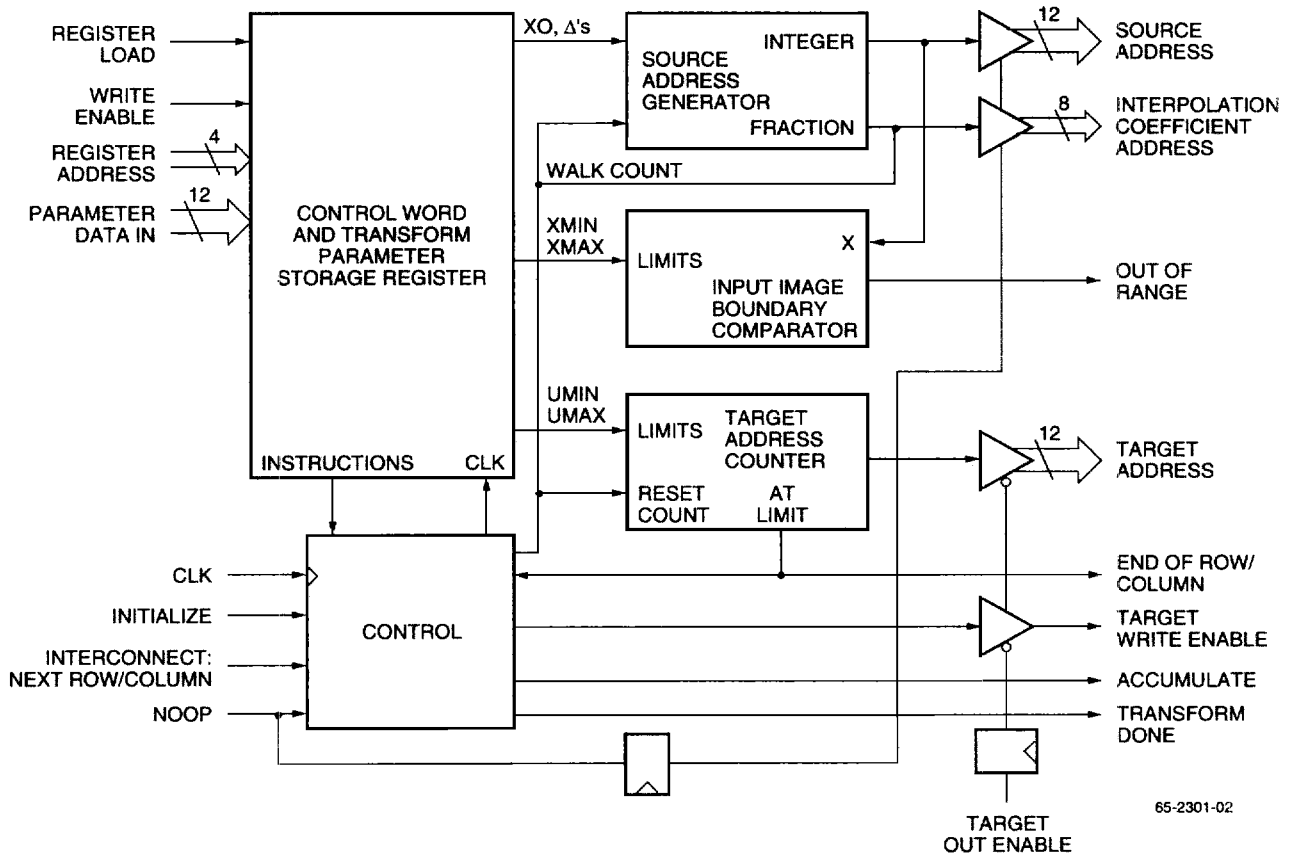 REGISTER
LOAD
WRITE
ENABLE
4
REGISTER
ADDRESS
12
PARAMETER
DATA IN
CONTROL WORD
AND TRANSFORM
PARAMETER
STORAGE REGISTER
INSTRUCTIONS
CLK
XO, Δ's
INTEGER
SOURCE
ADDRESS
GENERATOR
FRACTION
12
SOURCE
ADDRESS
8
INTERPOLATION
COEFFICIENT
ADDRESS
WALK COUNT
XMIN
XMAX
X
LIMITS
INPUT IMAGE
BOUNDARY
COMPARATOR
OUT OF
RANGE
UMIN
UMAX
LIMITS
TARGET
ADDRESS
COUNTER
RESET
COUNT
AT
LIMIT
12
TARGET
ADDRESS
CLK
INITIALIZE
INTERCONNECT:
NEXT ROW/COLUMN
NOOP
CONTROL
END OF ROW/
COLUMN
TARGET
WRITE ENABLE
ACCUMULATE
TRANSFORM
DONE
TARGET
OUT ENABLE
65-2301-02